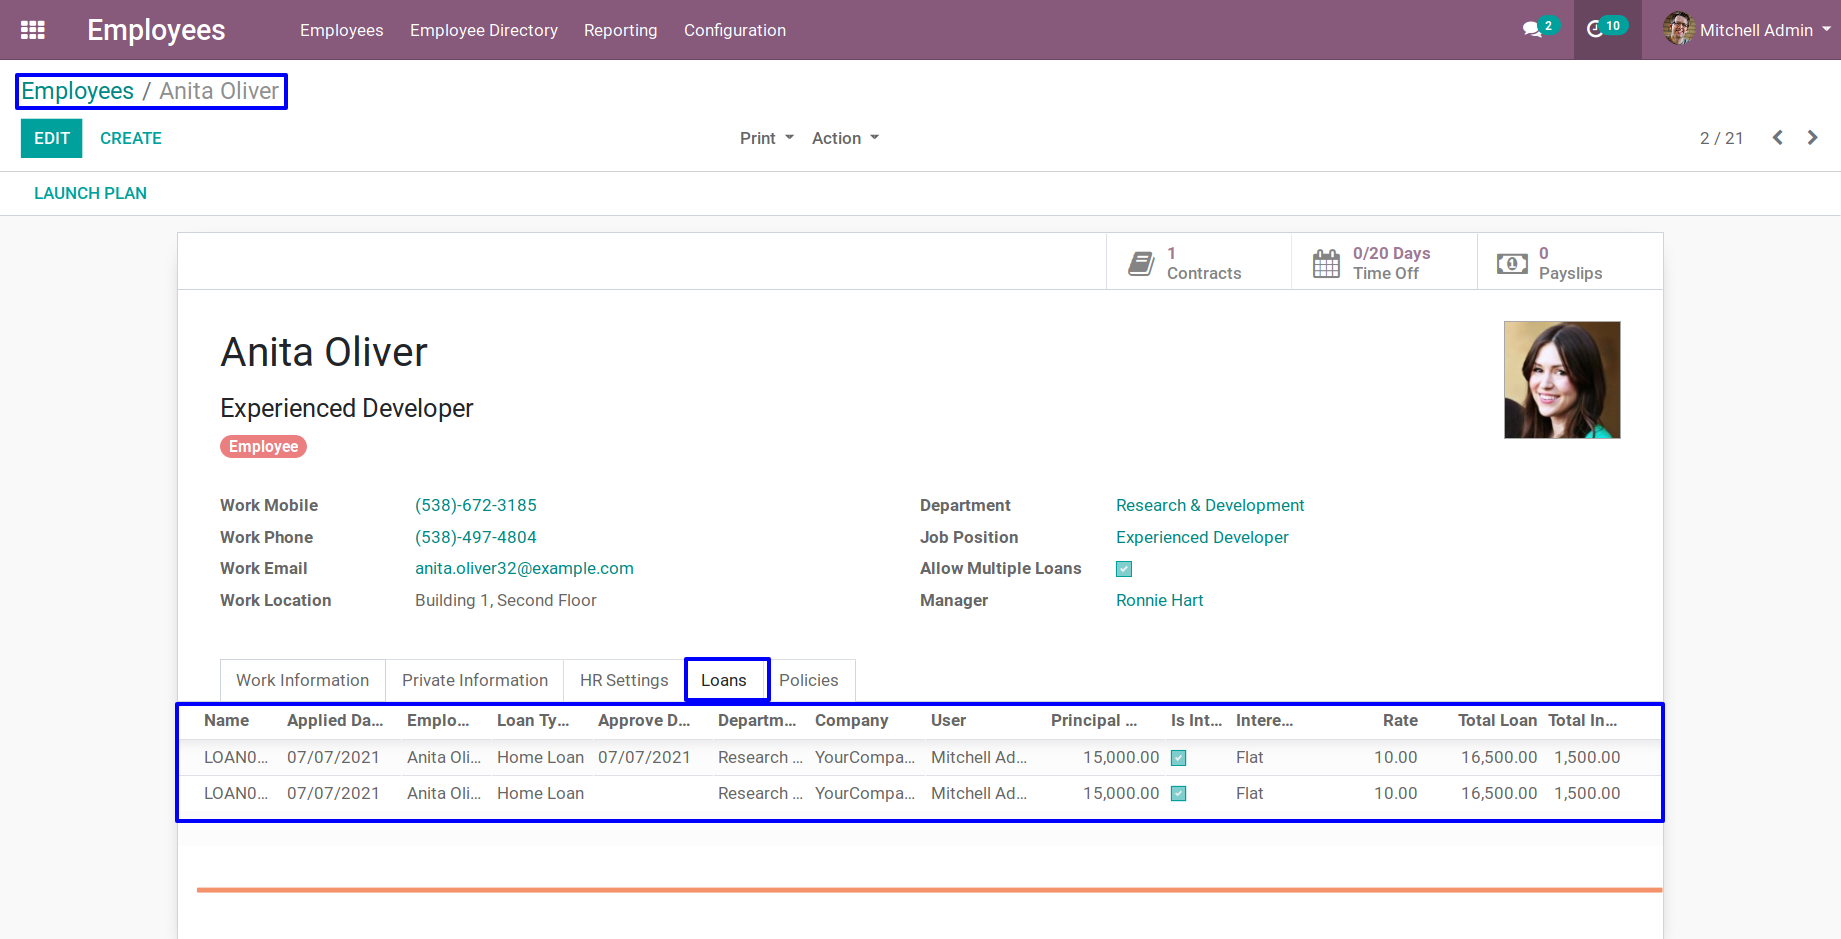 Employees Employees Employee Directory Reporting Configuration 2 10 Mitchell Admin
Employees / Anita Oliver
EDIT CREATE Print Action 2 / 21
LAUNCH PLAN
1 Contracts
0/20 Days Time Off
0 Payslips
Anita Oliver
Experienced Developer
Employee
Work Mobile (538)-672-3185 Department Research & Development
Work Phone (538)-497-4804 Job Position Experienced Developer
Work Email anita.oliver32@example.com Allow Multiple Loans
Work Location Building 1, Second Floor Manager Ronnie Hart
Work Information Private Information HR Settings Loans Policies
Name Applied Da... Emplo... Loan Ty... Approve D... Departm... Company User Principal ... Is Int... Intere... Rate Total Loan Total In...
LOAN0... 07/07/2021 Anita Oli... Home Loan 07/07/2021 Research ... YourCompa... Mitchell Ad... 15,000.00 Flat 10.00 16,500.00 1,500.00
LOAN0... 07/07/2021 Anita Oli... Home Loan Research ... YourCompa... Mitchell Ad... 15,000.00 Flat 10.00 16,500.00 1,500.00